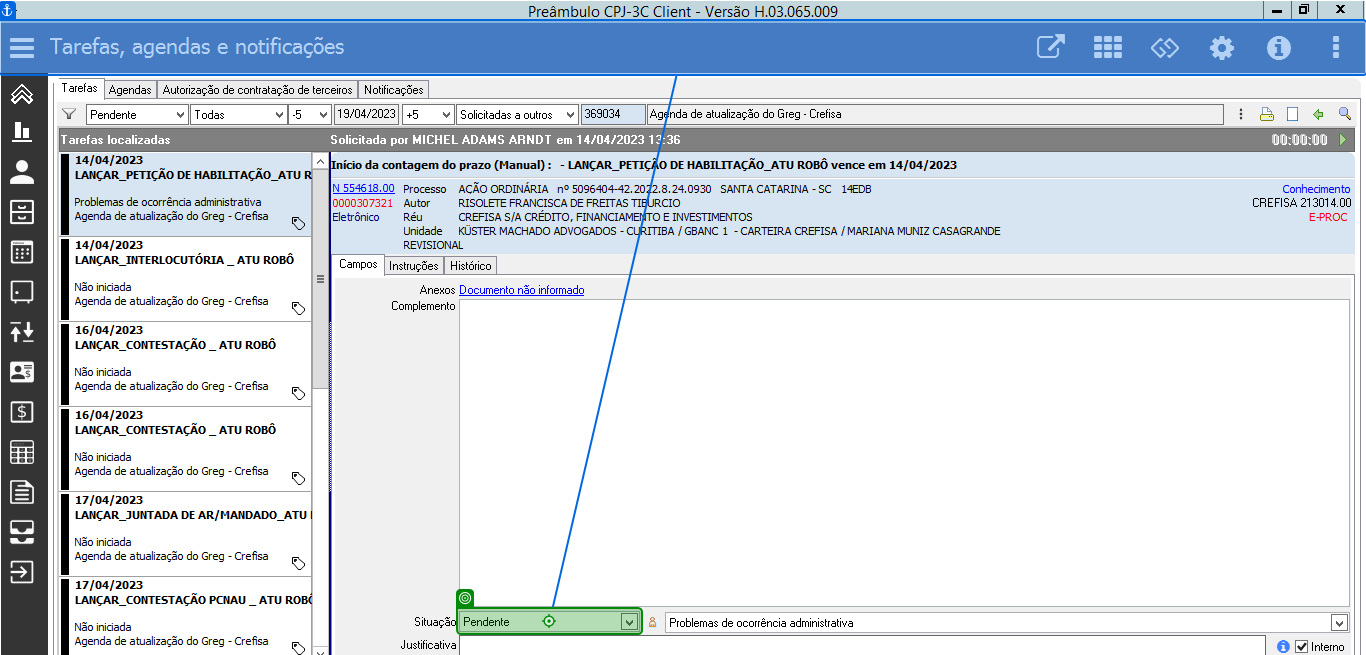 Preâmbulo CPJ-3C Client - Versão H.03.065.009
Tarefas, agendas e notificações
Tarefas Agendas Autorização de contratação de terceiros Notificações
Pendente Todas -5 19/04/2023 +5 Solicitadas a outros 369034 Agenda de atualização do Greg - Crefisa
Tarefas localizadas
Solicitada por MICHEL ADAMS ARNDT em 14/04/2023 13:36 00:00:00
14/04/2023
LANÇAR_PETIÇÃO DE HABILITAÇÃO_ATU R
Problemas de ocorrência administrativa
Agenda de atualização do Greg - Crefisa
14/04/2023
LANÇAR_INTERLOCUTÓRIA _ ATU ROBÔ
Não iniciada
Agenda de atualização do Greg - Crefisa
16/04/2023
LANÇAR_CONTESTAÇÃO _ ATU ROBÔ
Não iniciada
Agenda de atualização do Greg - Crefisa
16/04/2023
LANÇAR_CONTESTAÇÃO _ ATU ROBÔ
Não iniciada
Agenda de atualização do Greg - Crefisa
17/04/2023
LANÇAR_JUNTADA DE AR/MANDADO_ATU
Não iniciada
Agenda de atualização do Greg - Crefisa
17/04/2023
LANÇAR_CONTESTAÇÃO PCNAU _ ATU ROBÔ
Não iniciada
Agenda de atualização do Greg - Crefisa
Início da contagem do prazo (Manual) : - LANÇAR_PETIÇÃO DE HABILITAÇÃO_ATU ROBÔ vence em 14/04/2023
N 554618.00 Processo AÇÃO ORDINÁRIA nº 5096404-42.2022.8.24.0930 SANTA CATARINA - SC 14EDB Conhecimento
0000307321 Autor RISOLETE FRANCISCA DE FREITAS TIBURCIO CREFISA 213014.00
Eletrônico Réu CREFISA S/A CRÉDITO, FINANCIAMENTO E INVESTIMENTOS E-PROC
Unidade KÜSTER MACHADO ADVOGADOS - CURITIBA / GBANC 1 - CARTEIRA CREFISA / MARIANA MUNIZ CASAGRANDE
REVISIONAL
Campos Instruções Histórico
Anexos Documento não informado
Complemento
Situação Pendente Problemas de ocorrência administrativa
Justificativa Interno